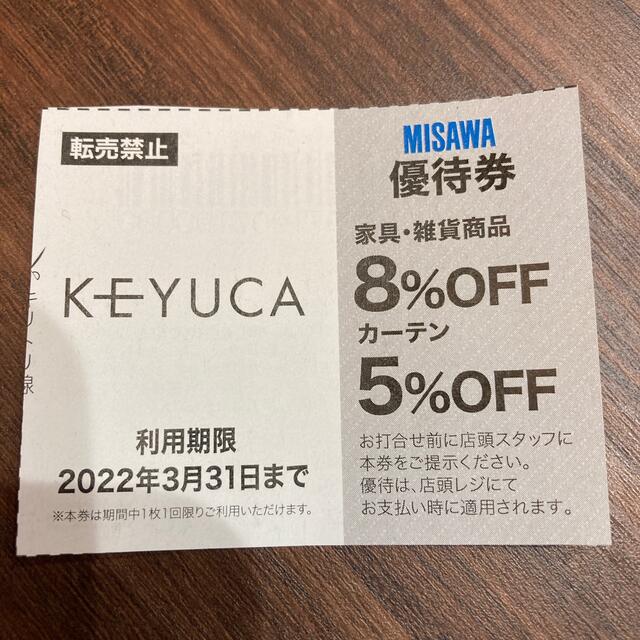 転売禁止
KEYUCA
利用期限
2022年3月31日まで
※本券は期間中1枚1回限りご利用いただけます。
MISAWA
優待券
家具・雑貨商品
8%OFF
カーテン
5%OFF
お打合せ前に店頭スタッフに
本券をご提示ください。
優待は、店頭レジにて
お支払い時に適用されます。
キリトリ線